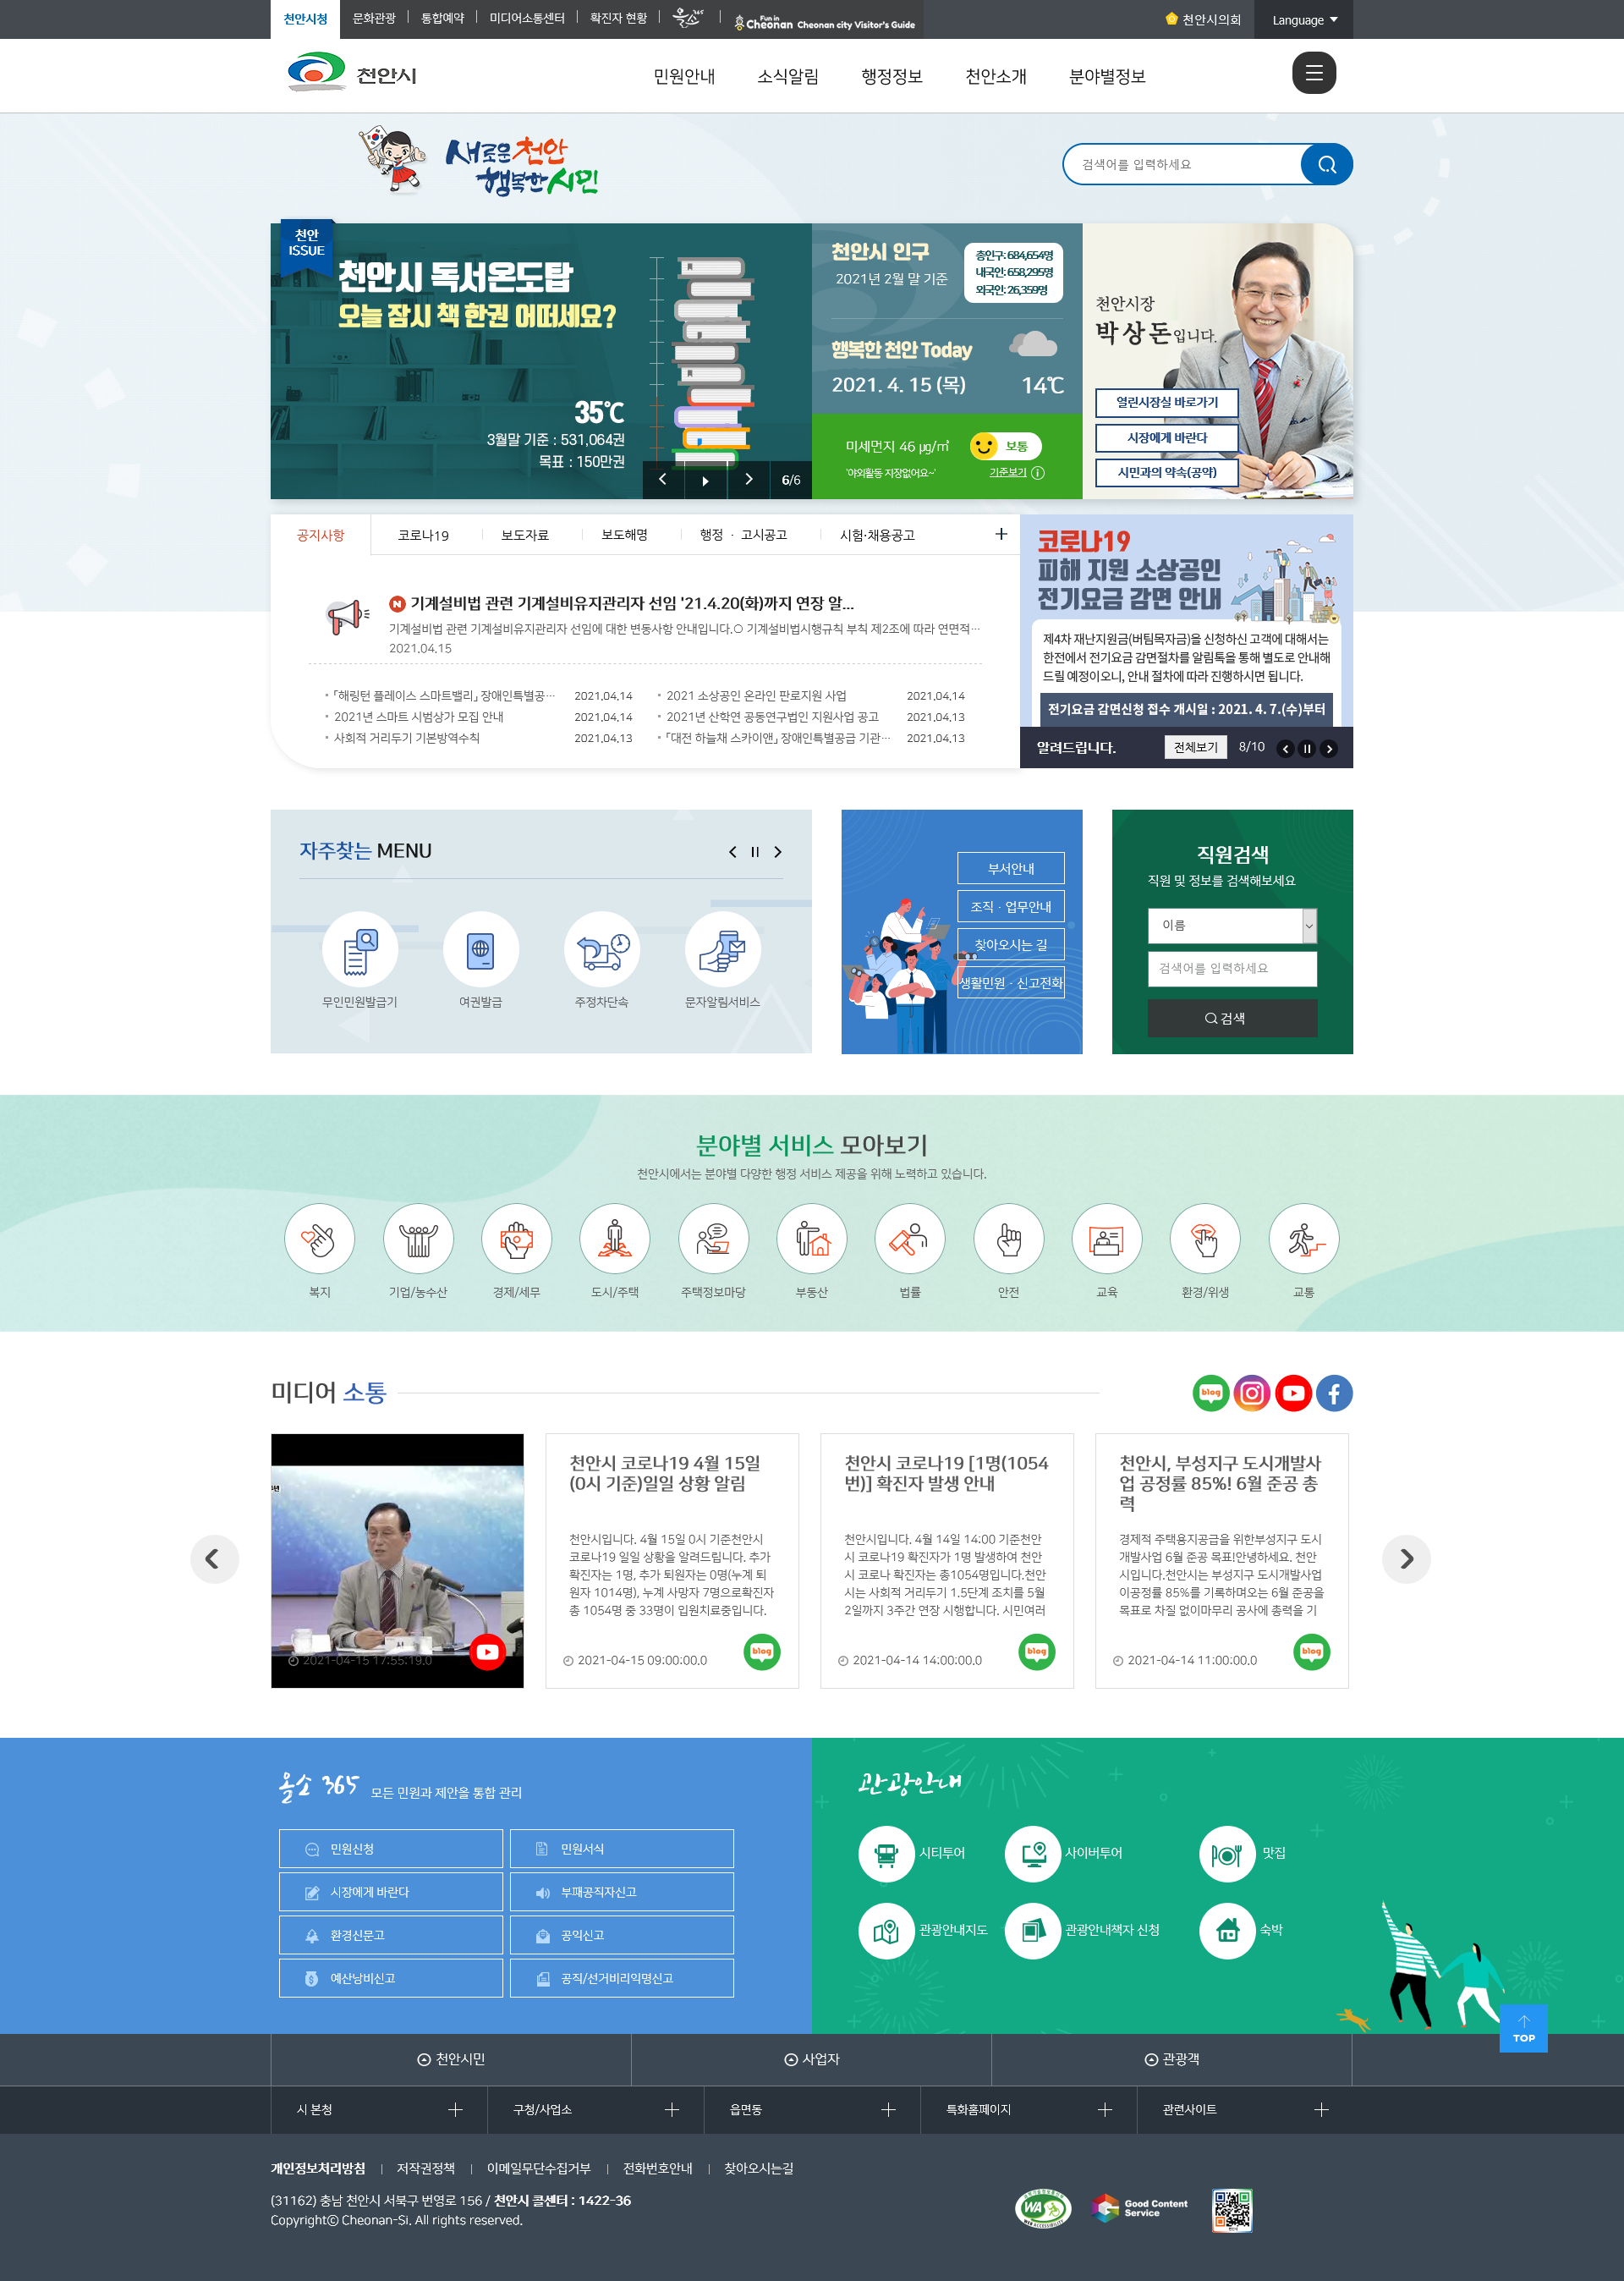 천안시청
문화관광
통합예약
미디어소통센터
확진자 현황
올소 365
Fun in Cheonan Cheonan city Visitor's Guide
천안시의회
Language
천안시
민원안내
소식알림
행정정보
천안소개
분야별정보
새로운 천안
행복한 시민
검색어를 입력하세요
천안
ISSUE
천안시 독서온도탑
오늘 잠시 책 한권 어떠세요?
35℃
3월말 기준 : 531,064권
목표 : 150만권
6/6
천안시 인구
2021년 2월 말 기준
총인구: 684,654명
내국인: 658,295명
외국인: 26,359명
행복한 천안 Today
2021. 4. 15 (목)
14℃
미세먼지 46 μg/㎥
보통
'야외활동 지장없어요~'
기준보기
천안시장
박상돈입니다.
열린시장실 바로가기
시장에게 바란다
시민과의 약속(공약)
공지사항
코로나19
보도자료
보도해명
행정 · 고시공고
시험·채용공고
N 기계설비법 관련 기계설비유지관리자 선임 '21.4.20(화)까지 연장 알...
기계설비법 관련 기계설비유지관리자 선임에 대한 변동사항 안내입니다.○ 기계설비법시행규칙 부칙 제2조에 따라 연면적…
2021.04.15
「해링턴 플레이스 스마트밸리」 장애인특별공… 2021.04.14
2021년 스마트 시범상가 모집 안내 2021.04.14
사회적 거리두기 기본방역수칙 2021.04.13
2021 소상공인 온라인 판로지원 사업 2021.04.14
2021년 산학연 공동연구법인 지원사업 공고 2021.04.13
「대전 하늘채 스카이앤」 장애인특별공급 기관… 2021.04.13
코로나19
피해 지원 소상공인
전기요금 감면 안내
제4차 재난지원금(버팀목자금)을 신청하신 고객에 대해서는
한전에서 전기요금 감면절차를 알림톡을 통해 별도로 안내해
드릴 예정이오니, 안내 절차에 따라 진행하시면 됩니다.
전기요금 감면신청 접수 개시일 : 2021. 4. 7.(수)부터
알려드립니다.
전체보기
8/10
자주찾는 MENU
무인민원발급기
여권발급
주정차단속
문자알림서비스
부서안내
조직 · 업무안내
찾아오시는 길
생활민원 · 신고전화
직원검색
직원 및 정보를 검색해보세요
이름
검색어를 입력하세요
검색
분야별 서비스 모아보기
천안시에서는 분야별 다양한 행정 서비스 제공을 위해 노력하고 있습니다.
복지
기업/농수산
경제/세무
도시/주택
주택정보마당
부동산
법률
안전
교육
환경/위생
교통
미디어 소통
blog
2021-04-15 17:55:19.0
천안시 코로나19 4월 15일
(0시 기준)일일 상황 알림
천안시입니다. 4월 15일 0시 기준천안시
코로나19 일일 상황을 알려드립니다. 추가
확진자는 1명, 추가 퇴원자는 0명(누계 퇴
원자 1014명), 누계 사망자 7명으로확진자
총 1054명 중 33명이 입원치료중입니다.
2021-04-15 09:00:00.0
blog
천안시 코로나19 [1명(1054
번)] 확진자 발생 안내
천안시입니다. 4월 14일 14:00 기준천안
시 코로나19 확진자가 1명 발생하여 천안
시 코로나 확진자는 총1054명입니다.천안
시는 사회적 거리두기 1.5단계 조치를 5월
2일까지 3주간 연장 시행합니다. 시민여러
2021-04-14 14:00:00.0
blog
천안시, 부성지구 도시개발사
업 공정률 85%! 6월 준공 총
력
경제적 주택용지공급을 위한부성지구 도시
개발사업 6월 준공 목표!안녕하세요. 천안
시입니다.천안시는 부성지구 도시개발사업
이공정률 85%를 기록하며오는 6월 준공을
목표로 차질 없이마무리 공사에 총력을 기
2021-04-14 11:00:00.0
blog
올소 365 모든 민원과 제안을 통합 관리
민원신청
민원서식
시장에게 바란다
부패공직자신고
환경신문고
공익신고
예산낭비신고
공직/선거비리익명신고
관광안내
시티투어
사이버투어
맛집
관광안내지도
관광안내책자 신청
숙박
TOP
천안시민
사업자
관광객
시 본청
구청/사업소
읍면동
특화홈페이지
관련사이트
개인정보처리방침
저작권정책
이메일무단수집거부
전화번호안내
찾아오시는길
(31162) 충남 천안시 서북구 번영로 156 / 천안시 콜센터 : 1422-36
Copyrightⓒ Cheonan-Si. All rights reserved.
WA
Good Content
Service